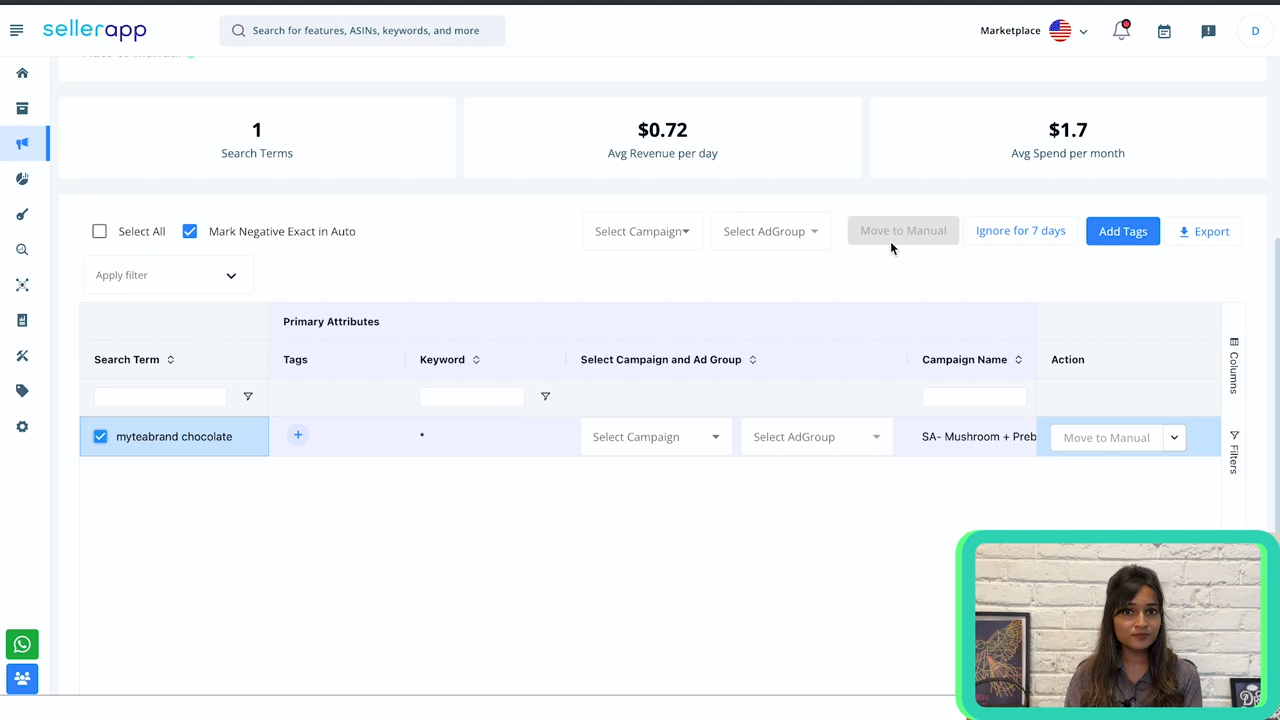 sellerapp
Search for features, ASINs, keywords, and more
Marketplace
D
1
Search Terms
$0.72
Avg Revenue per day
$1.7
Avg Spend per month
Select All
Mark Negative Exact in Auto
Select Campaign
Select AdGroup
Move to Manual
Ignore for 7 days
Add Tags
Export
Apply filter
Primary Attributes
Search Term
Tags
Keyword
Select Campaign and Ad Group
Campaign Name
Action
myteabrand chocolate
+
*
Select Campaign
Select AdGroup
SA- Mushroom + Preb
Move to Manual
Columns
Filters